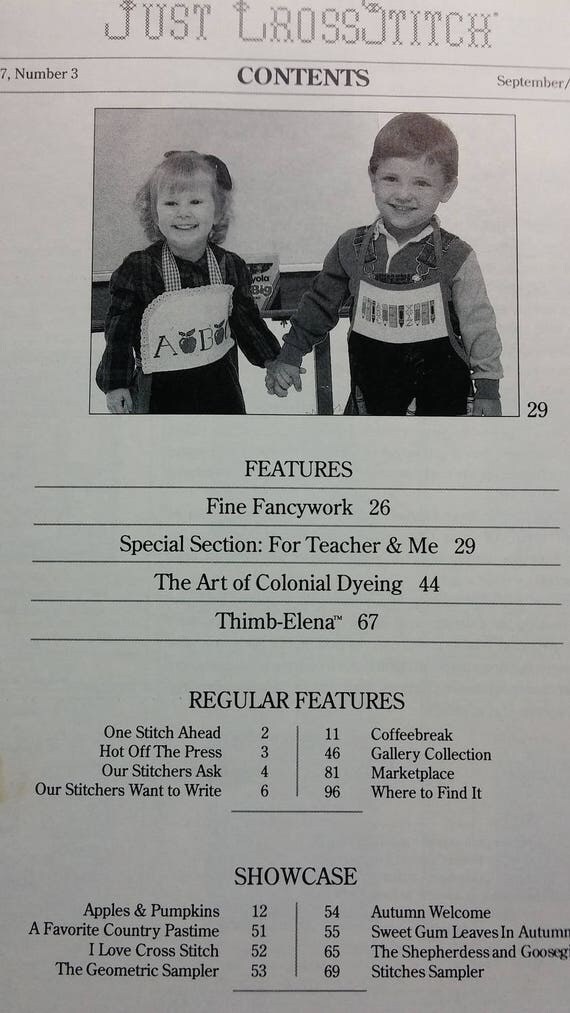 JUST CROSSSTITCH
7, Number 3
CONTENTS
September/
yola
Big
A B
29
FEATURES
Fine Fancywork 26
Special Section: For Teacher & Me 29
The Art of Colonial Dyeing 44
Thimb-Elena™ 67
REGULAR FEATURES
One Stitch Ahead 2
Hot Off The Press 3
Our Stitchers Ask 4
Our Stitchers Want to Write 6
11 Coffeebreak
46 Gallery Collection
81 Marketplace
96 Where to Find It
SHOWCASE
Apples & Pumpkins 12
A Favorite Country Pastime 51
I Love Cross Stitch 52
The Geometric Sampler 53
54 Autumn Welcome
55 Sweet Gum Leaves In Autumn
65 The Shepherdess and Goosegi
69 Stitches Sampler